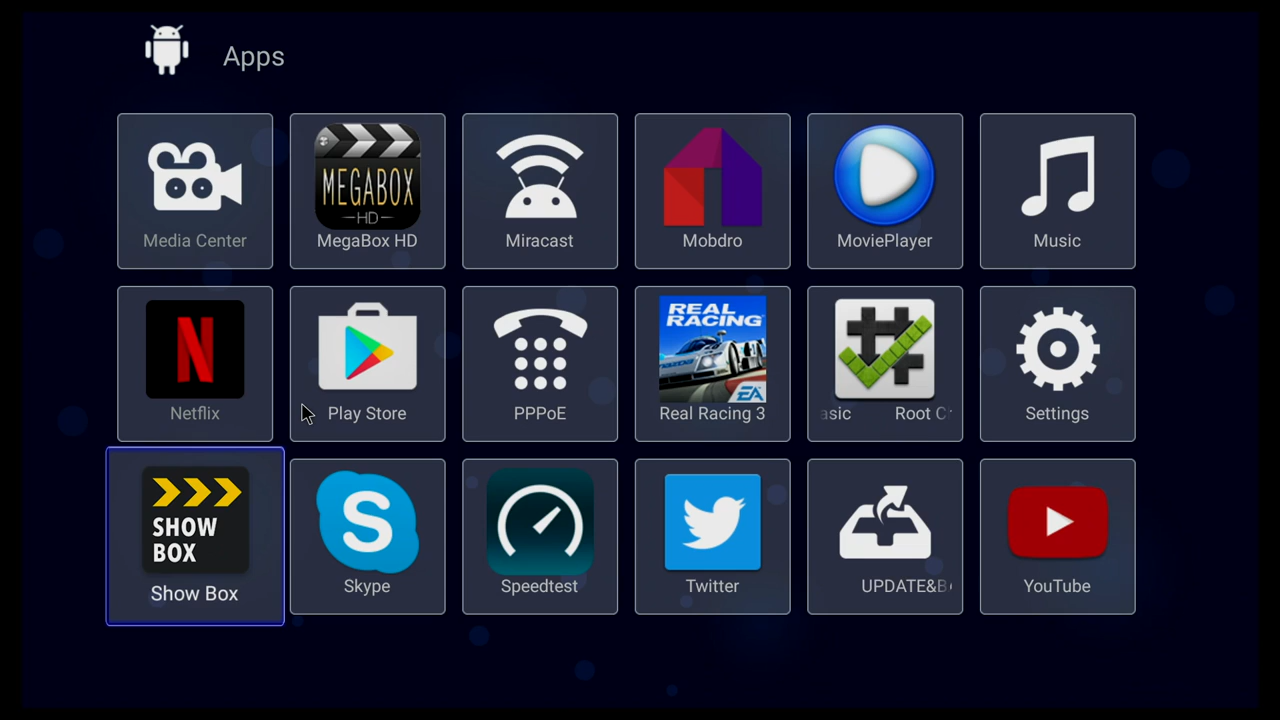 Apps
MEGABOX
HD
Media Center
MegaBox HD
Miracast
Mobdro
MoviePlayer
Music
N
REAL
RACING
EA
Netflix
Play Store
PPPoE
Real Racing 3
asic Root C
Settings
SHOW
BOX
S
Show Box
Skype
Speedtest
Twitter
UPDATE&B
YouTube